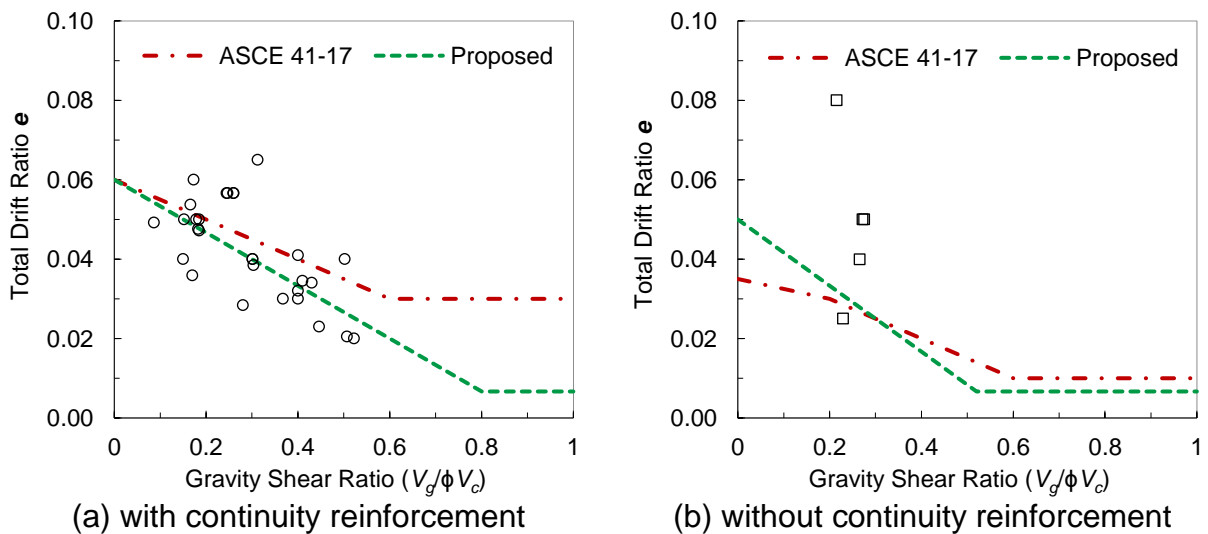 0.10
0.08
0.06
0.04
0.02
0.00
Total Drift Ratio e
ASCE 41-17 Proposed
0 0.2 0.4 0.6 0.8 1
Gravity Shear Ratio (Vg/ϕVc)
(a) with continuity reinforcement
0.10
0.08
0.06
0.04
0.02
0.00
Total Drift Ratio e
ASCE 41-17 Proposed
0 0.2 0.4 0.6 0.8 1
Gravity Shear Ratio (Vg/ϕVc)
(b) without continuity reinforcement